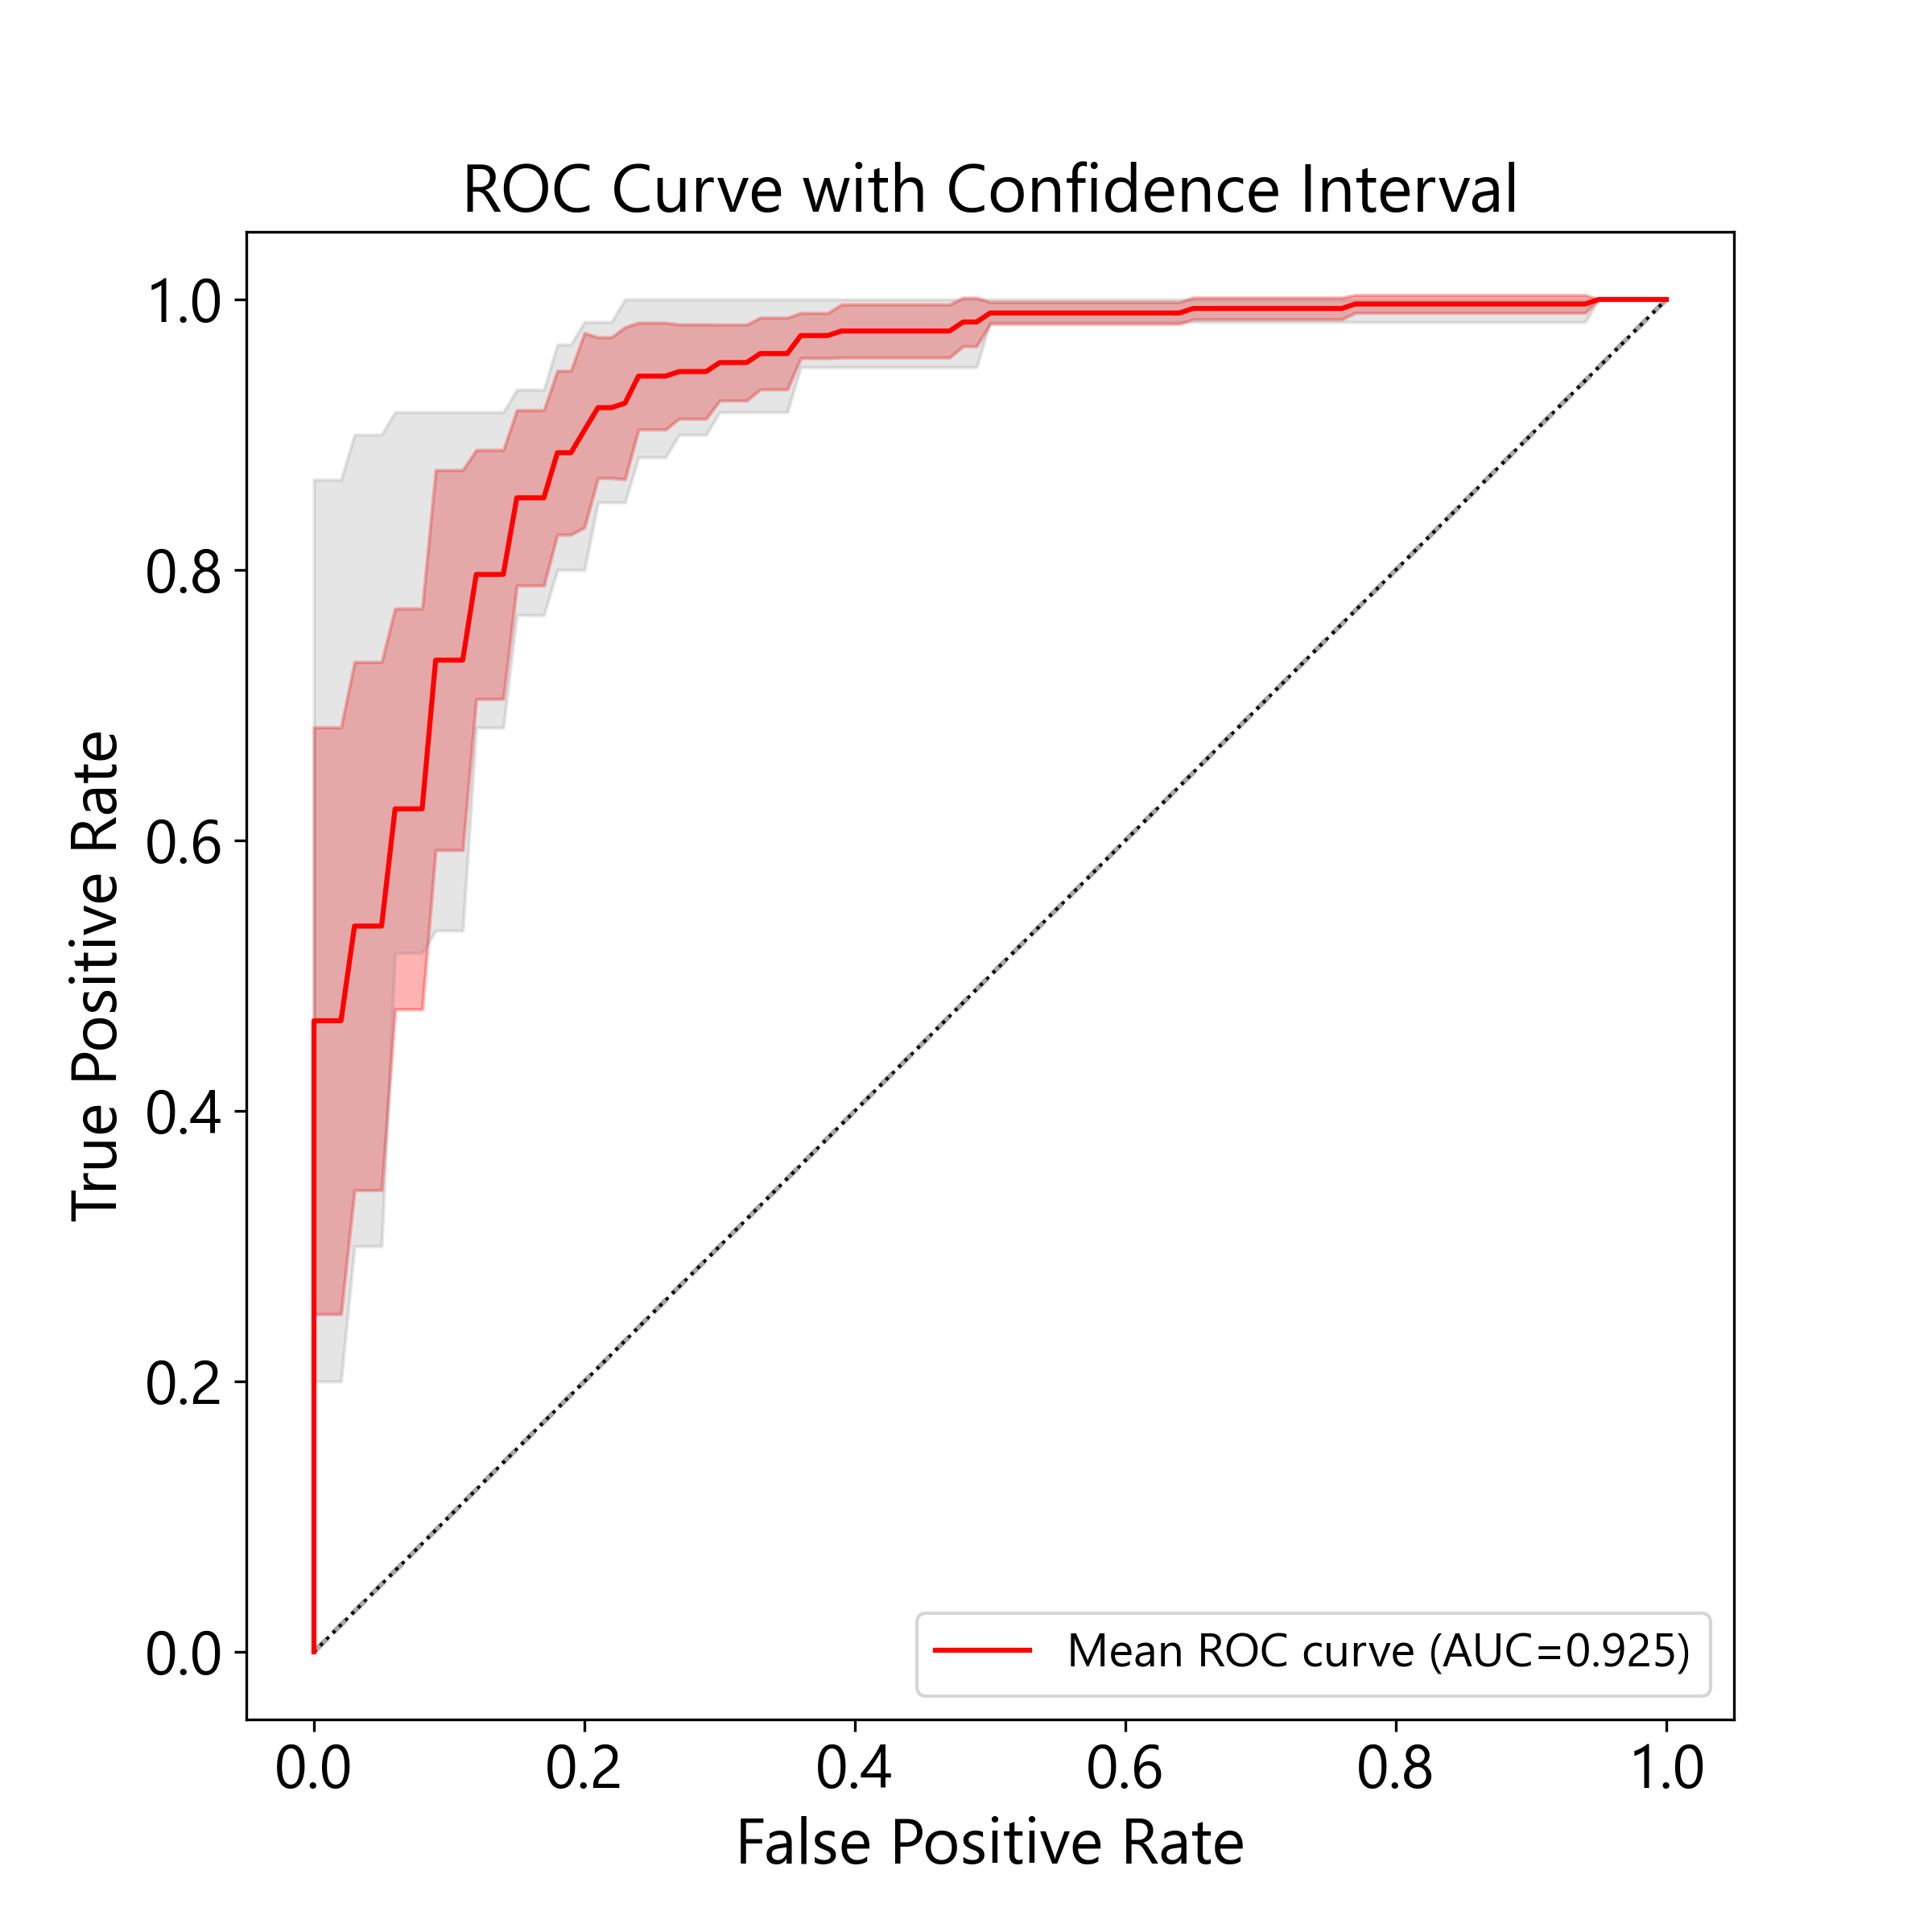 ROC Curve with Confidence Interval
1.0
0.8
0.6
0.4
0.2
0.0
True Positive Rate
Mean ROC curve (AUC=0.925)
0.0 0.2 0.4 0.6 0.8 1.0
False Positive Rate